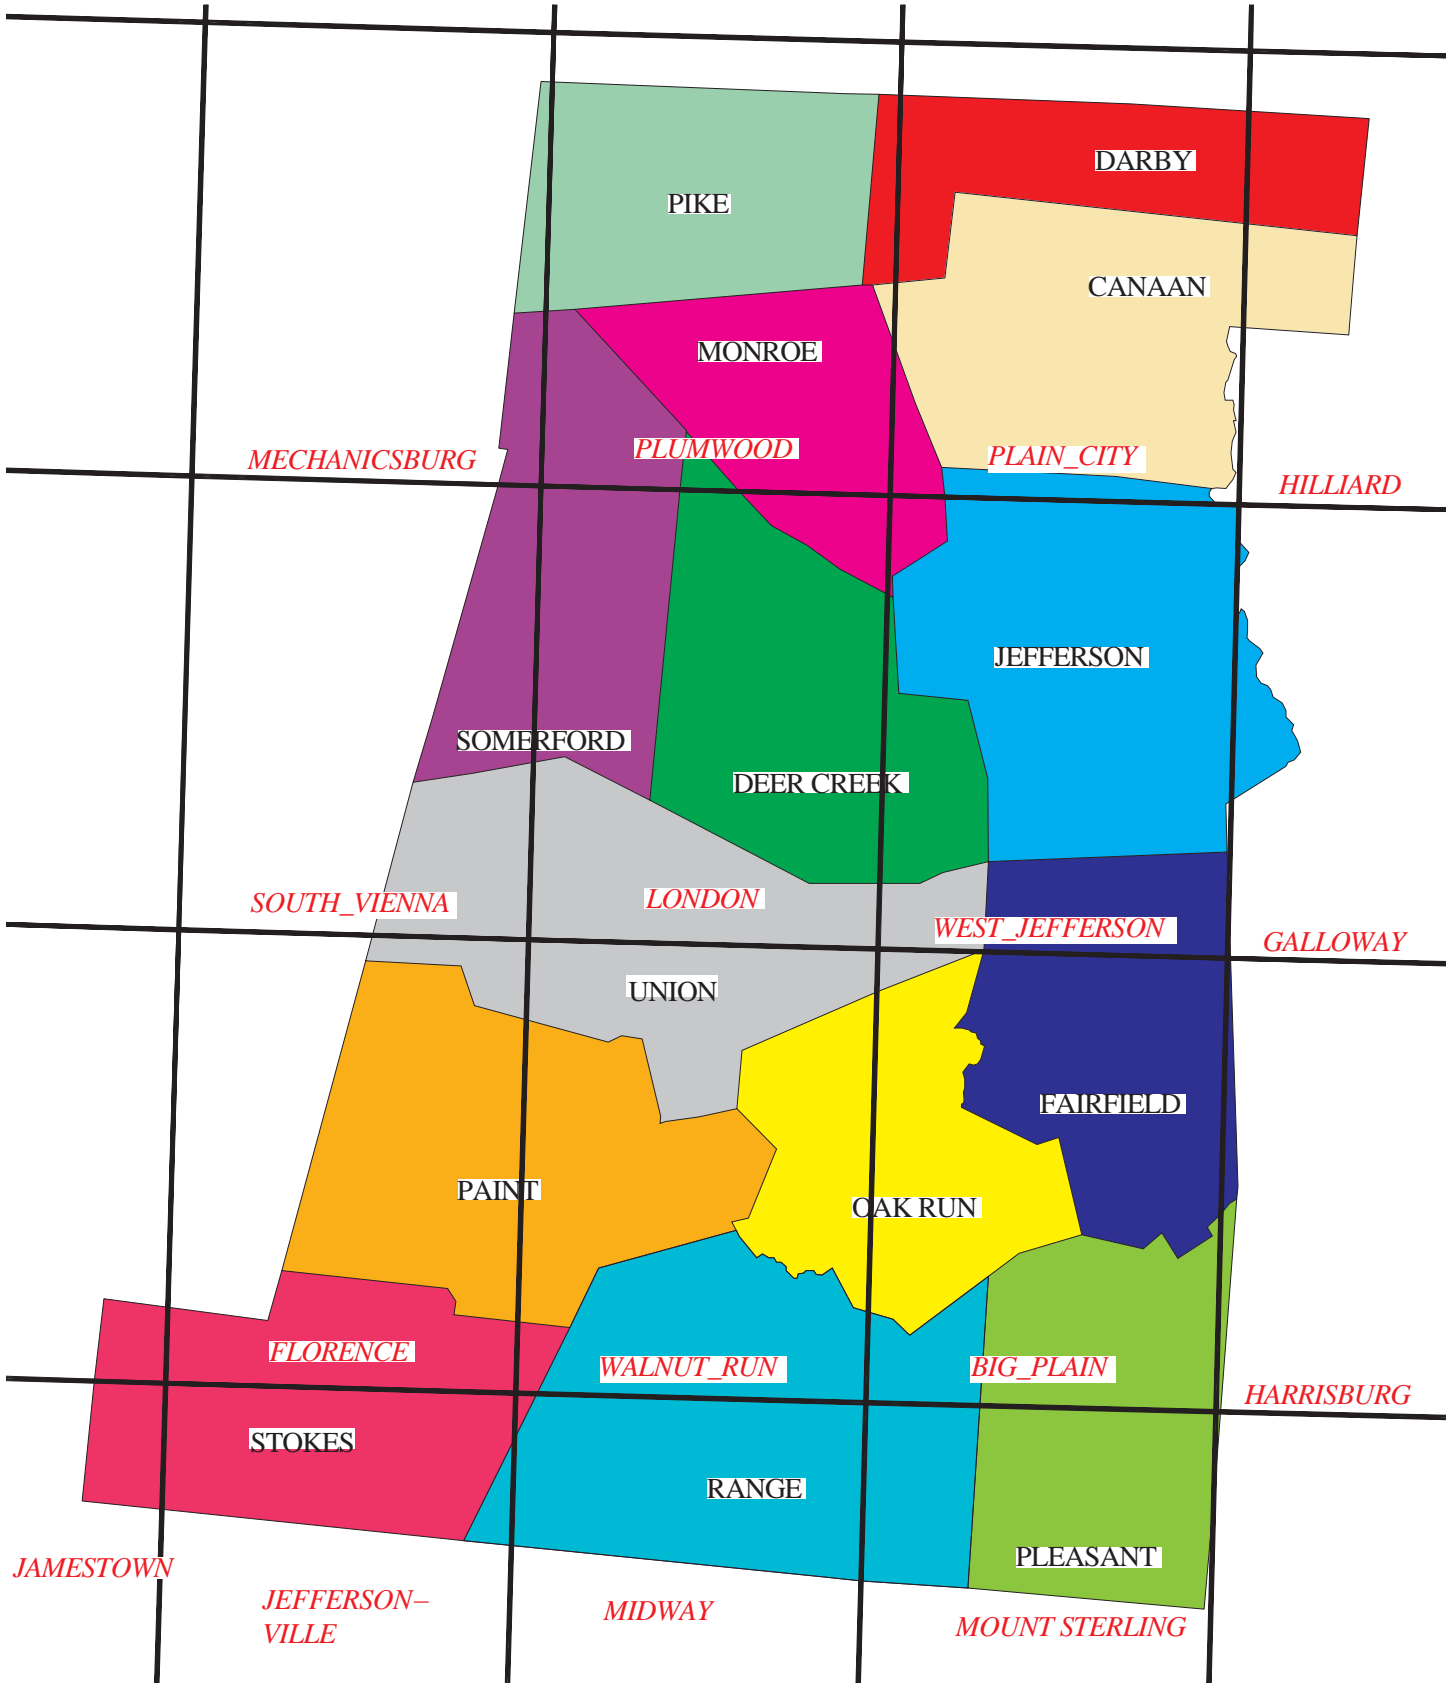 DARBY
PIKE
CANAAN
MONROE
PLUMWOOD
PLAIN_CITY
MECHANICSBURG
HILLIARD
JEFFERSON
SOMERFORD
DEER CREEK
LONDON
SOUTH_VIENNA
WEST_JEFFERSON
GALLOWAY
UNION
FAIRFIELD
PAINT
OAK RUN
FLORENCE
WALNUT_RUN
BIG_PLAIN
HARRISBURG
STOKES
RANGE
PLEASANT
JAMESTOWN
JEFFERSON–
VILLE
MIDWAY
MOUNT STERLING